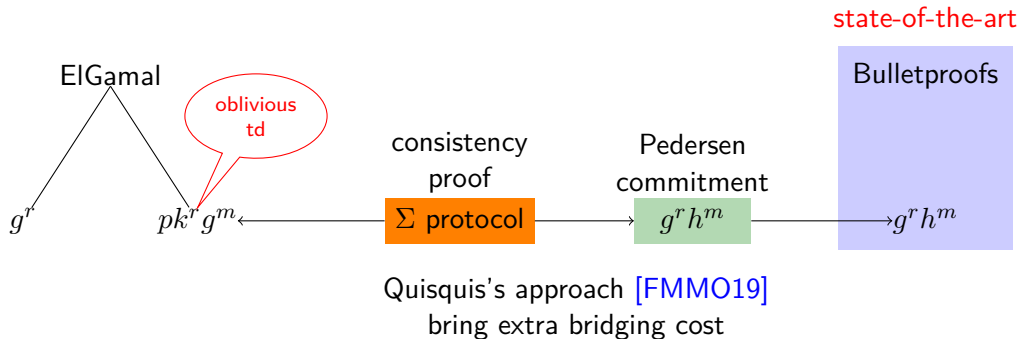 state-of-the-art
ElGamal
Bulletproofs
oblivious
td
consistency
proof
Pedersen
commitment
g^r
pk^r g^m
Σ protocol
g^r h^m
g^r h^m
Quisquis's approach [FMMO19]
bring extra bridging cost